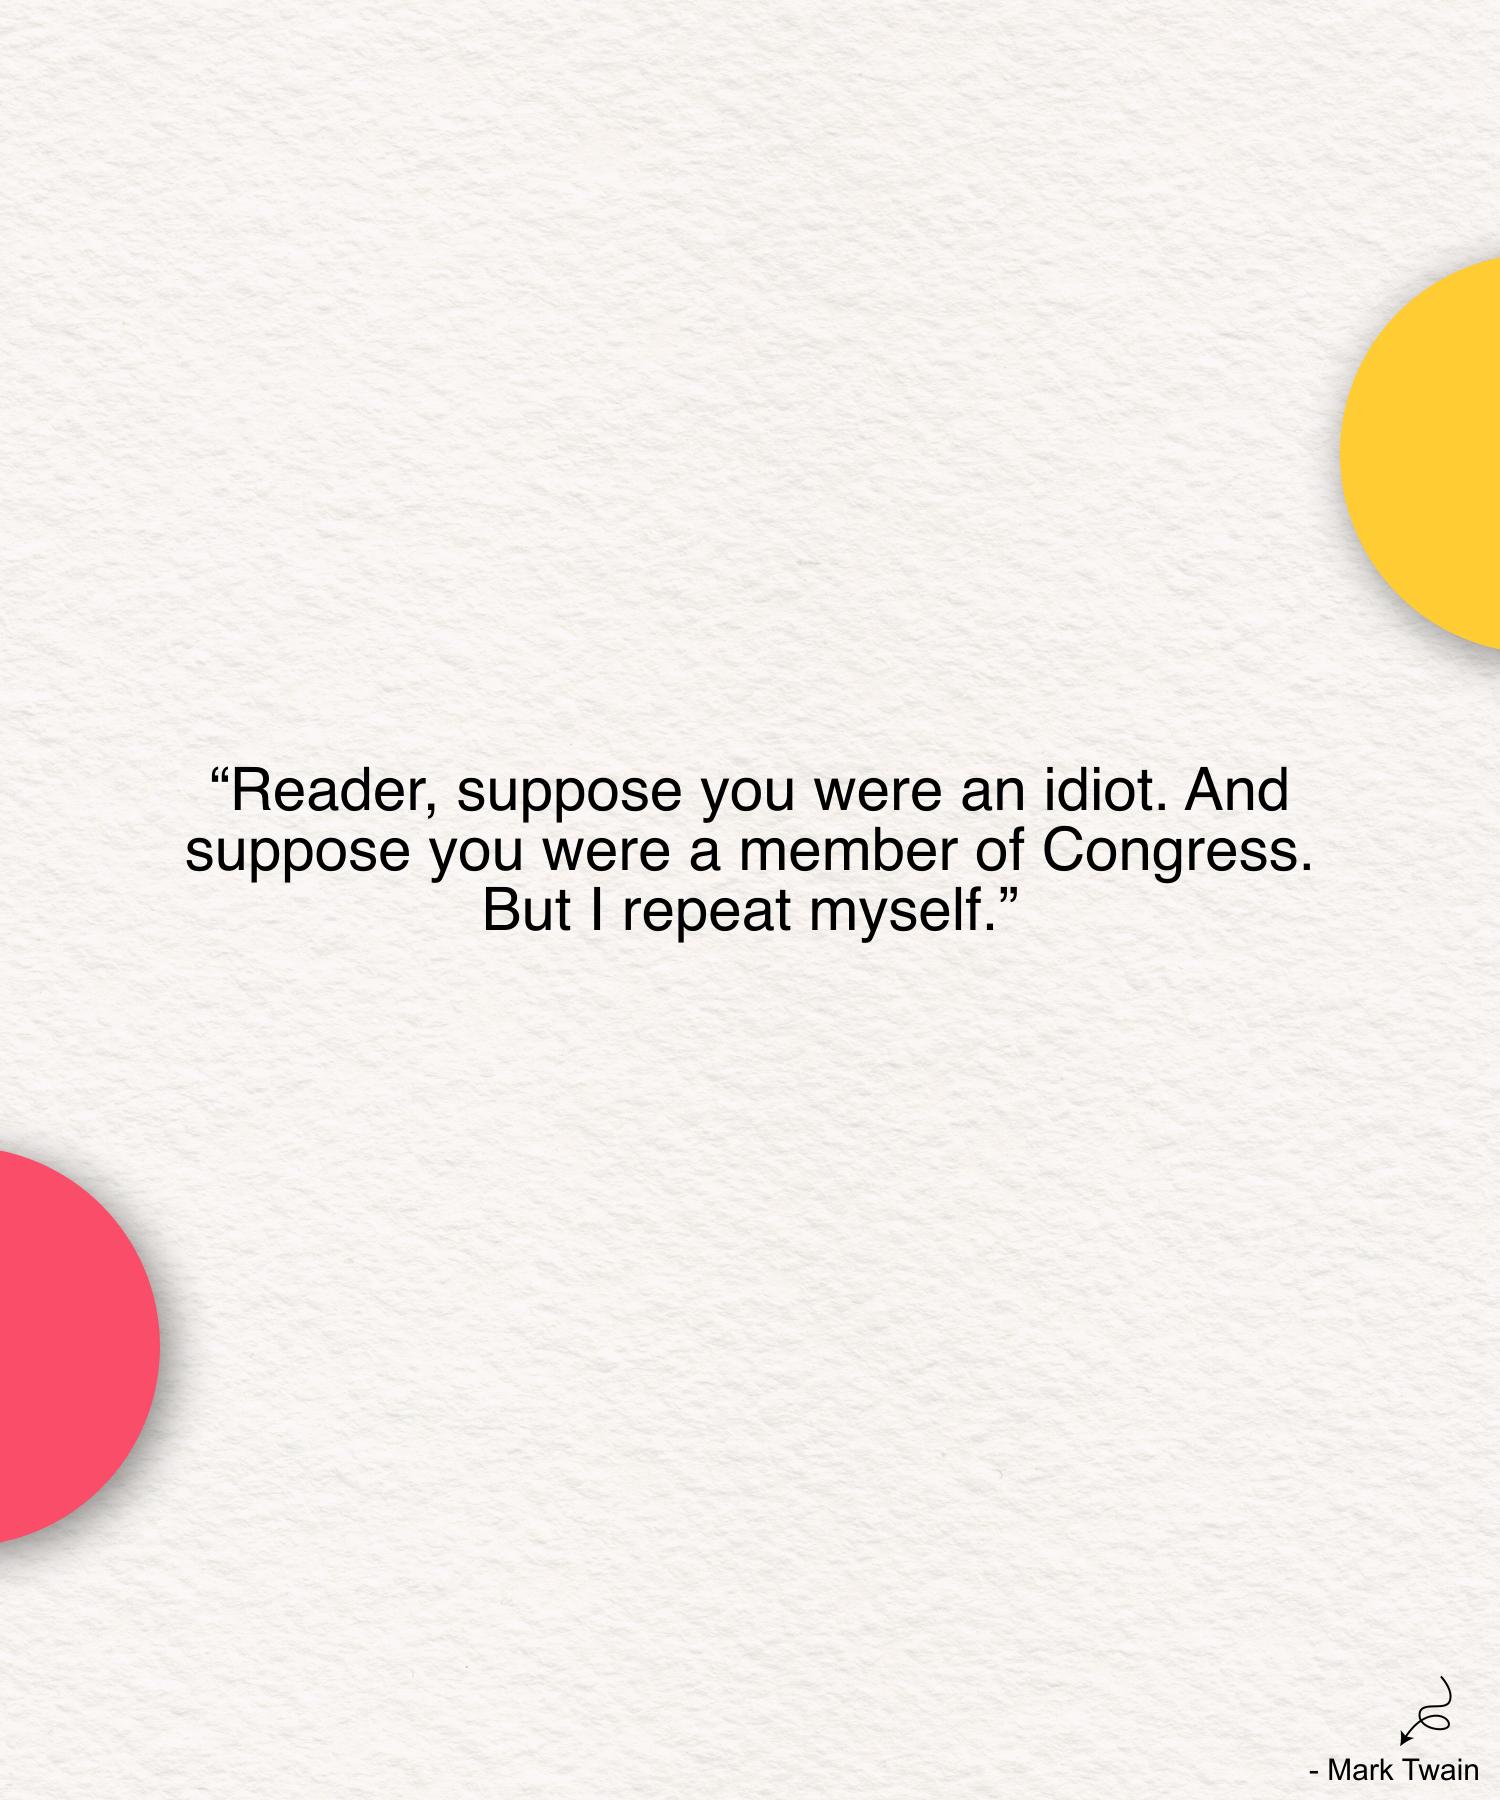 “Reader, suppose you were an idiot. And
suppose you were a member of Congress.
But I repeat myself.”
- Mark Twain